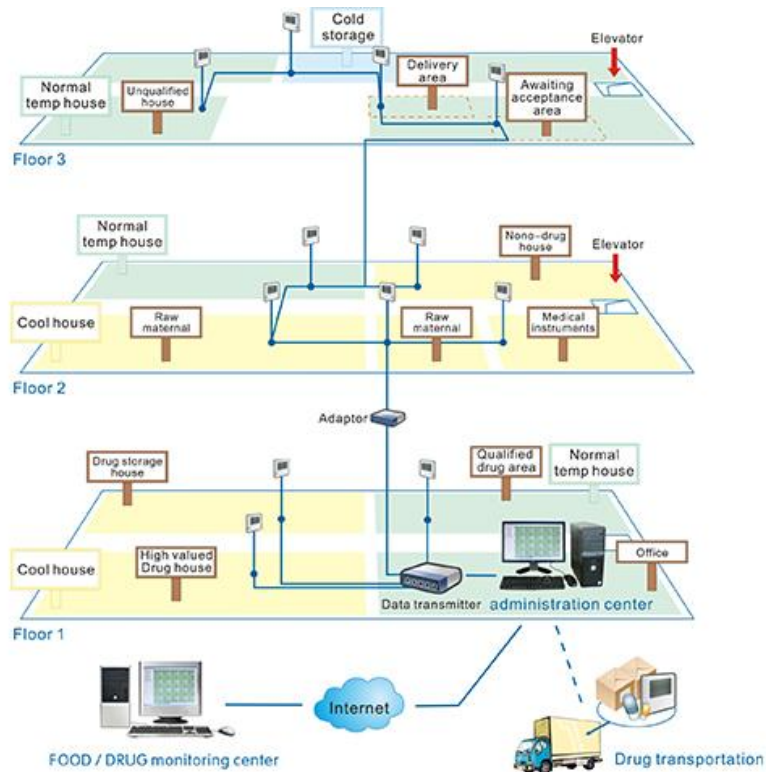 Cold
storage
Elevator
Delivery
area
Awaiting
acceptance
area
Normal
temp house
Unqualified
house
Floor 3
Normal
temp house
Nono-drug
house
Elevator
Cool house
Raw
maternal
Raw
maternal
Medical
instruments
Floor 2
Adaptor
Drug storage
house
Qualified
drug area
Normal
temp house
Cool house
High valued
Drug house
Office
Data transmitter
administration center
Floor 1
Internet
FOOD / DRUG monitoring center
Drug transportation